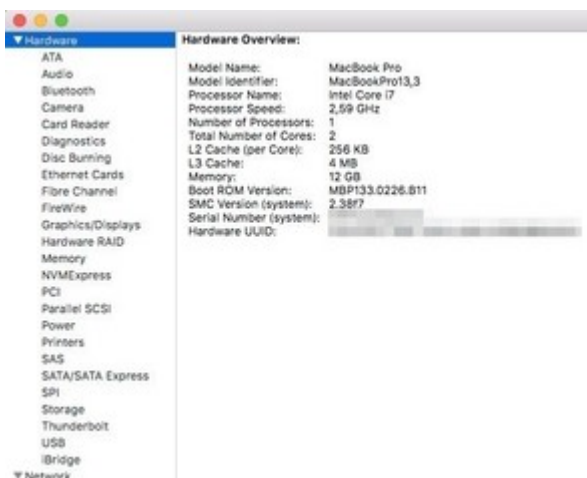 Hardware
ATA
Audio
Bluetooth
Camera
Card Reader
Diagnostics
Disc Burning
Ethernet Cards
Fibre Channel
FireWire
Graphics/Displays
Hardware RAID
Memory
NVMExpress
PCI
Parallel SCSI
Power
Printers
SAS
SATA/SATA Express
SPI
Storage
Thunderbolt
USB
iBridge
Network
Hardware Overview:
Model Name: MacBook Pro
Model Identifier: MacBookPro13,3
Processor Name: Intel Core i7
Processor Speed: 2,59 GHz
Number of Processors: 1
Total Number of Cores: 2
L2 Cache (per Core): 256 KB
L3 Cache: 4 MB
Memory: 12 GB
Boot ROM Version: MBP133.0226.B11
SMC Version (system): 2.38f7
Serial Number (system):
Hardware UUID: